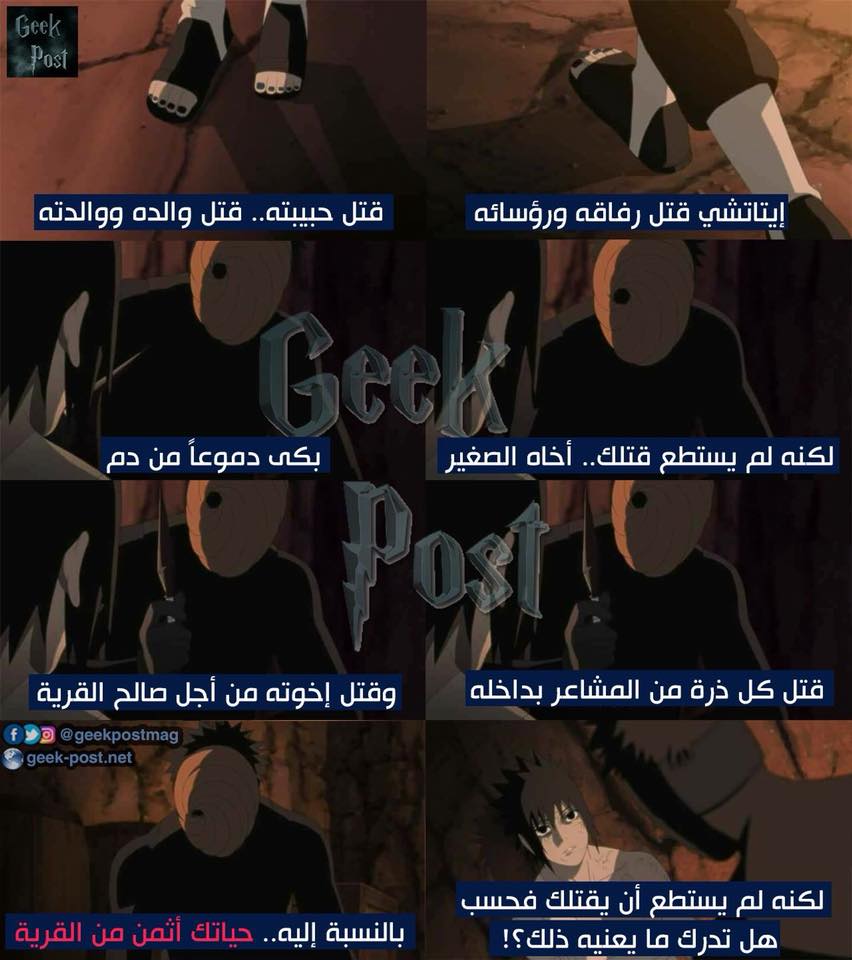 Geek
Post
إيتاتشي قتل رفاقه ورؤسائه
قتل حبيبته.. قتل والده ووالدته
لكنه لم يستطع قتلك.. أخاه الصغير
بكى دموعاً من دم
Geek
Post
قتل كل ذرة من المشاعر بداخله
وقتل إخوته من أجل صالح القرية
@geekpostmag
geek-post.net
لكنه لم يستطع أن يقتلك فحسب
هل تدرك ما يعنيه ذلك؟!
بالنسبة إليه.. حياتك أثمن من القرية